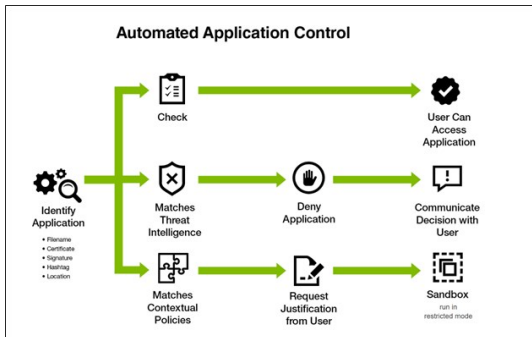 Automated Application Control
Check
User Can
Access
Application
Identify
Application
• Filename
• Certificate
• Signature
• Hashtag
• Location
Matches
Threat
Intelligence
Deny
Application
Communicate
Decision with
User
Matches
Contextual
Policies
Request
Justification
from User
Sandbox
run in
restricted mode